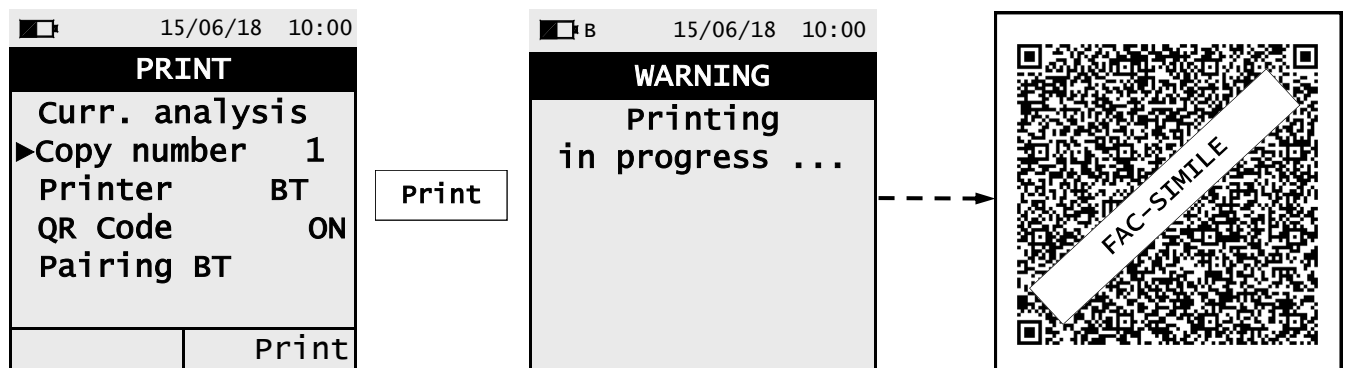 15/06/18 10:00
PRINT
Curr. analysis
▶Copy number 1
Printer BT
QR Code ON
Pairing BT
Print
Print
B 15/06/18 10:00
WARNING
Printing
in progress ...
FAC-SIMILE